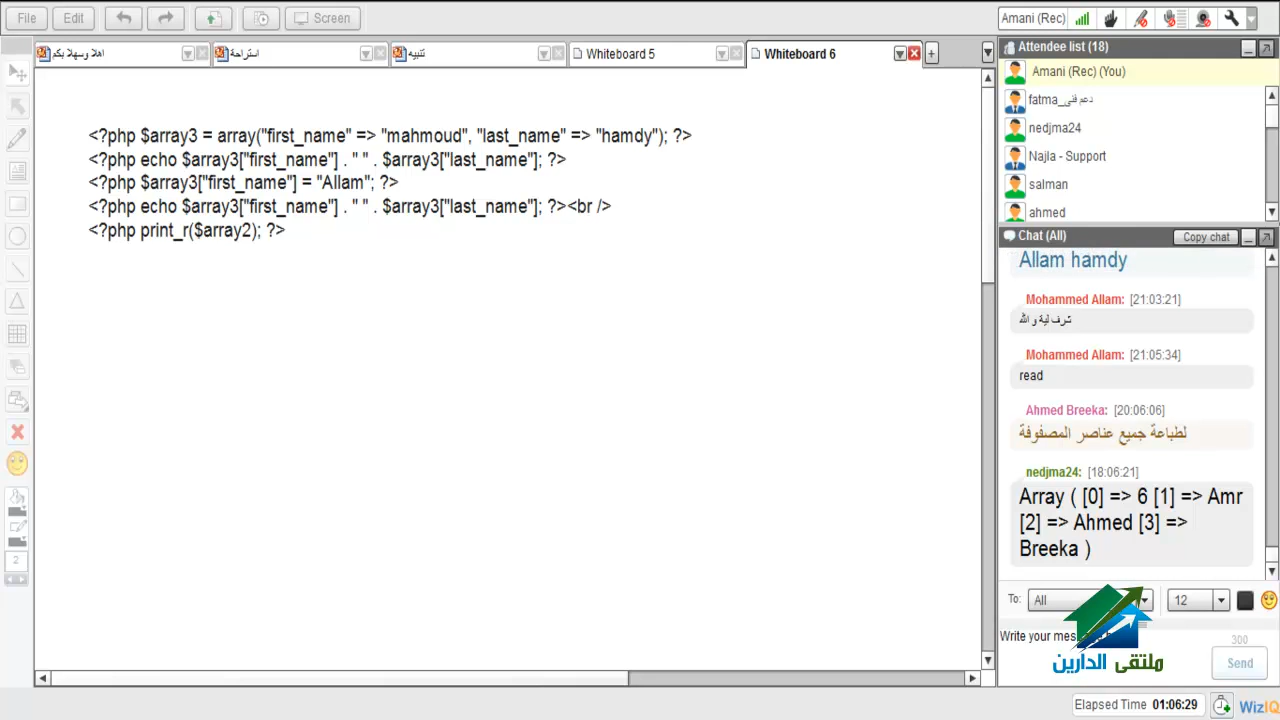 File Edit Screen Amani (Rec)
اهلا وسهلا بكم استراحة تنبيه Whiteboard 5 Whiteboard 6
<?php $array3 = array("first_name" => "mahmoud", "last_name" => "hamdy"); ?>
<?php echo $array3["first_name"] . " " . $array3["last_name"]; ?>
<?php $array3["first_name"] = "Allam"; ?>
<?php echo $array3["first_name"] . " " . $array3["last_name"]; ?><br />
<?php print_r($array2); ?>
2
Attendee list (18)
Amani (Rec) (You)
fatma_دعم فنى
nedjma24
Najla - Support
salman
ahmed
Chat (All) Copy chat
Allam hamdy
Mohammed Allam: [21:03:21]
شرف لية و الله
Mohammed Allam: [21:05:34]
read
Ahmed Breeka: [20:06:06]
لطباعة جميع عناصر المصفوفة
nedjma24: [18:06:21]
Array ( [0] => 6 [1] => Amr
[2] => Ahmed [3] =>
Breeka )
To: All 12
Write your mes
300
Send
ملتقى الدارين
Elapsed Time 01:06:29 WizIQ